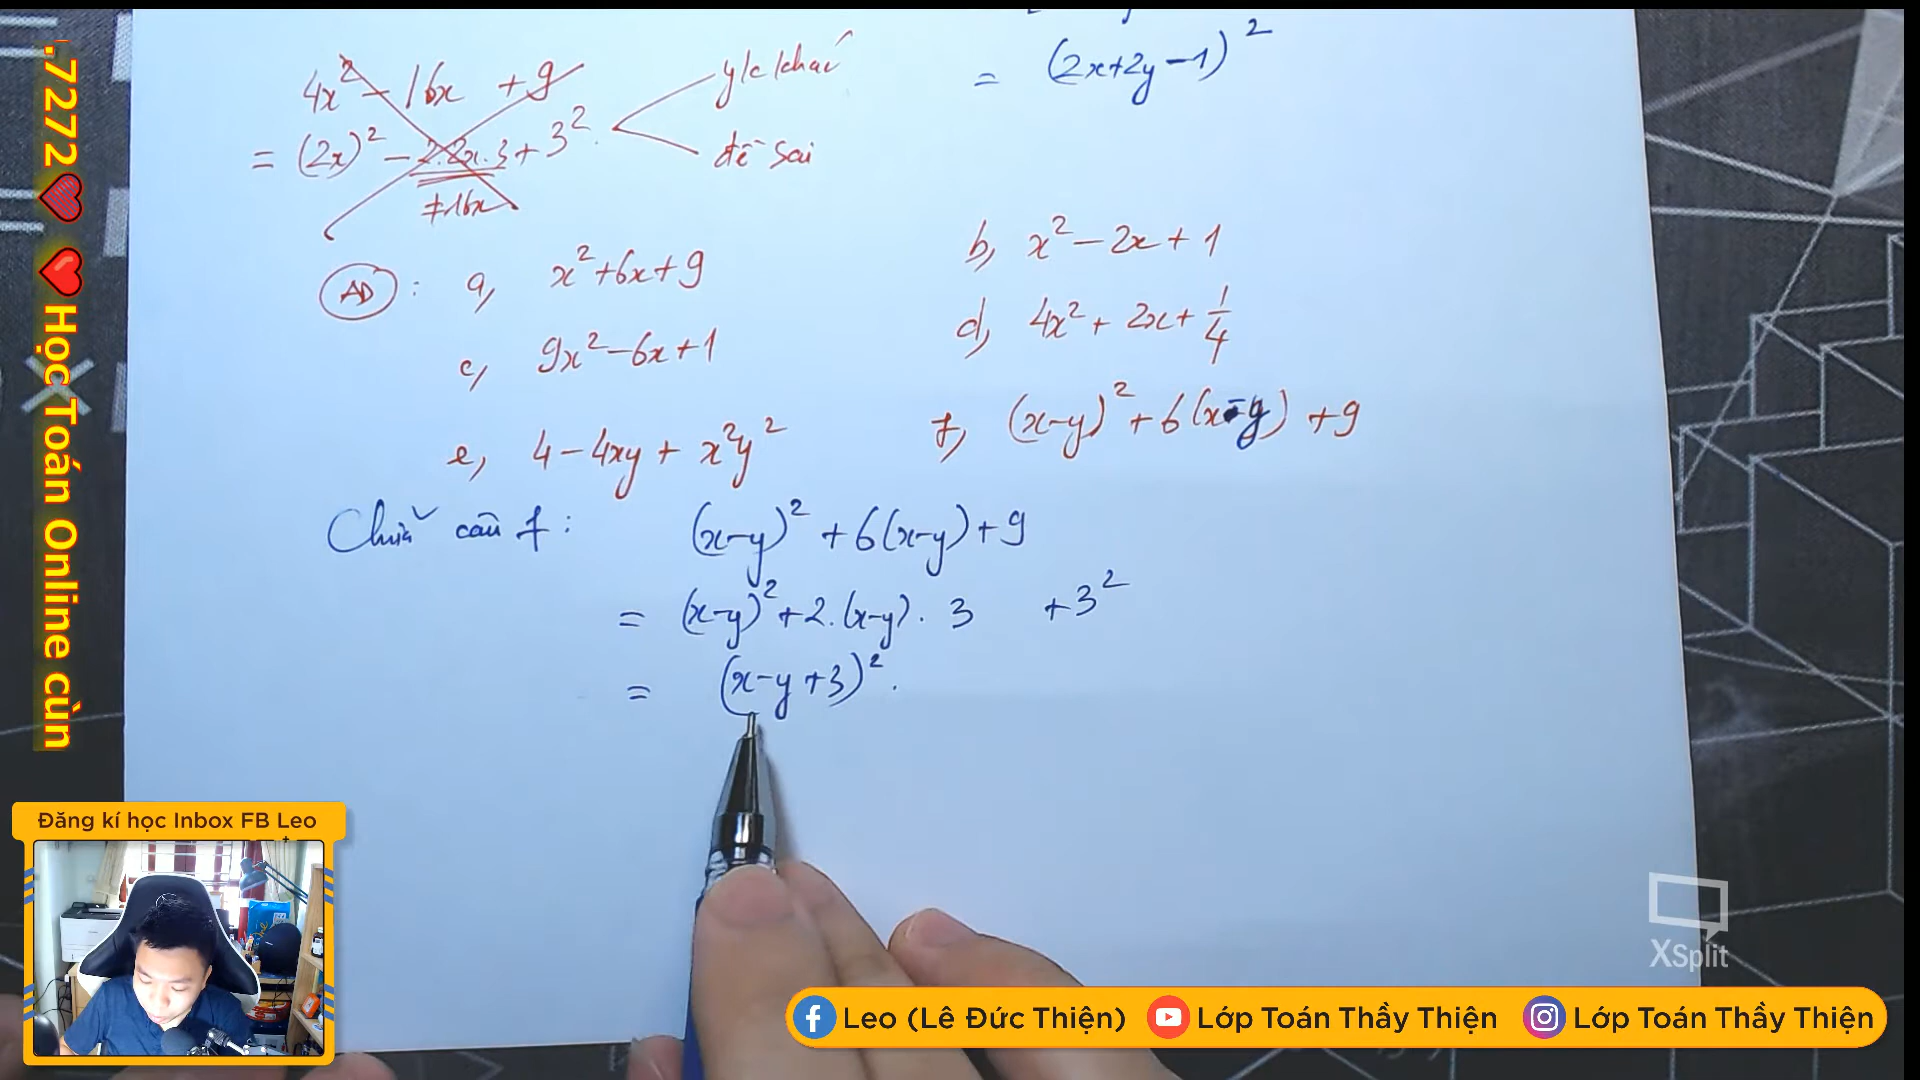 .7272 ❤ ❤Học Toán Online cùn
4x² - 16x + 9
= (2x)² - 2.2x.3 + 3².
≠16x
y/c khác
đề sai
= (2x+2y-1)²
AD : a, x²+6x+9
b, x²-2x+1
c, 9x²-6x+1
d, 4x²+2x+1/4
e, 4-4xy+x²y²
f, (x-y)²+6(x-y)+9
Chữa câu f: (x-y)²+6(x-y)+9
= (x-y)²+2.(x-y).3 +3²
= (x-y+3)².
Đăng kí học Inbox FB Leo
XSplit
Leo (Lê Đức Thiện) Lớp Toán Thầy Thiện Lớp Toán Thầy Thiện